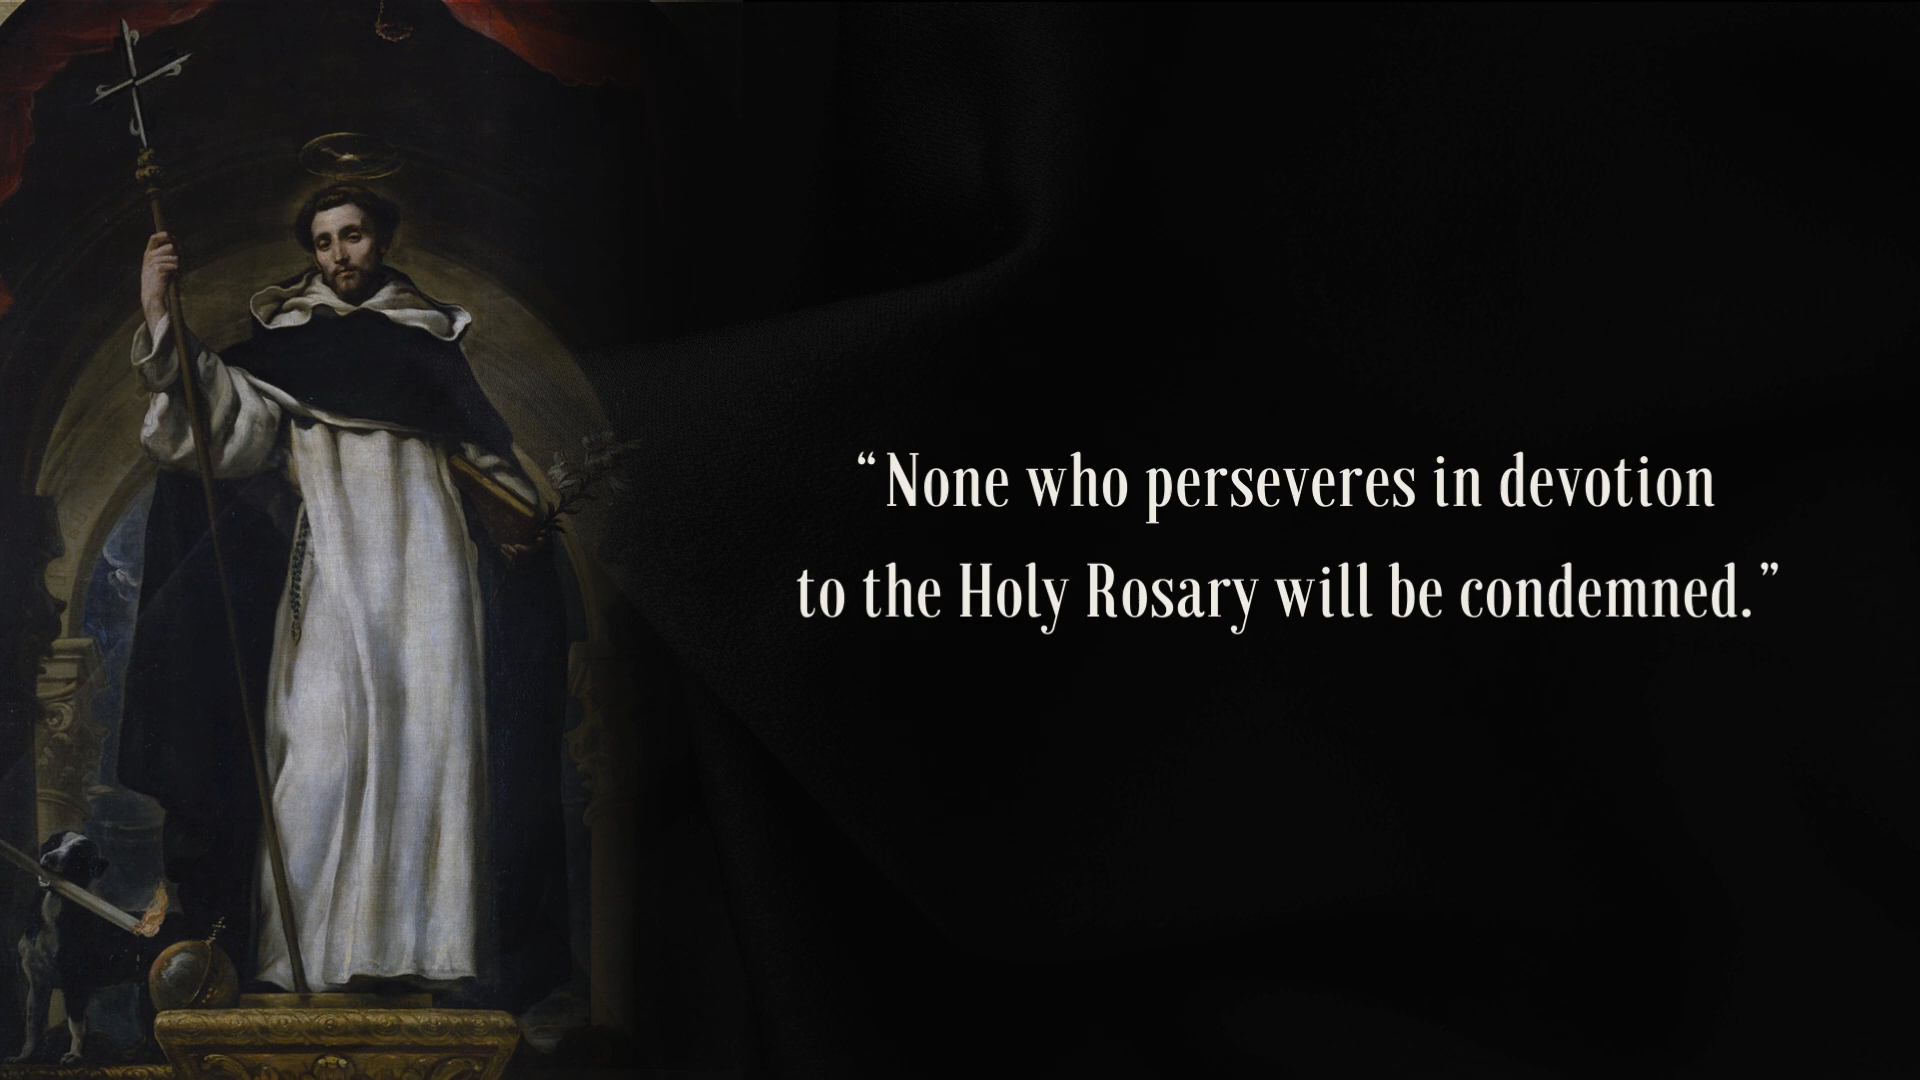 “None who perseveres in devotion
to the Holy Rosary will be condemned.”